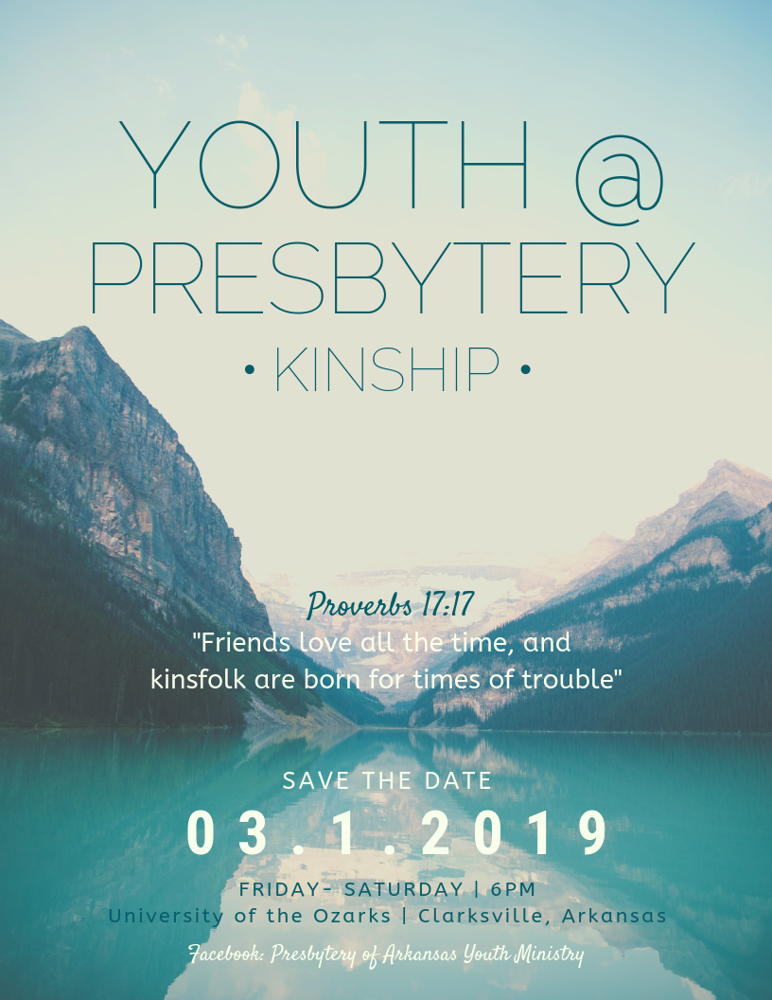 YOUTH @
PRESBYTERY
• KINSHIP •
Proverbs 17:17
"Friends love all the time, and
kinsfolk are born for times of trouble"
SAVE THE DATE
03.1.2019
FRIDAY- SATURDAY | 6PM
University of the Ozarks | Clarksville, Arkansas
Facebook: Presbytery of Arkansas Youth Ministry